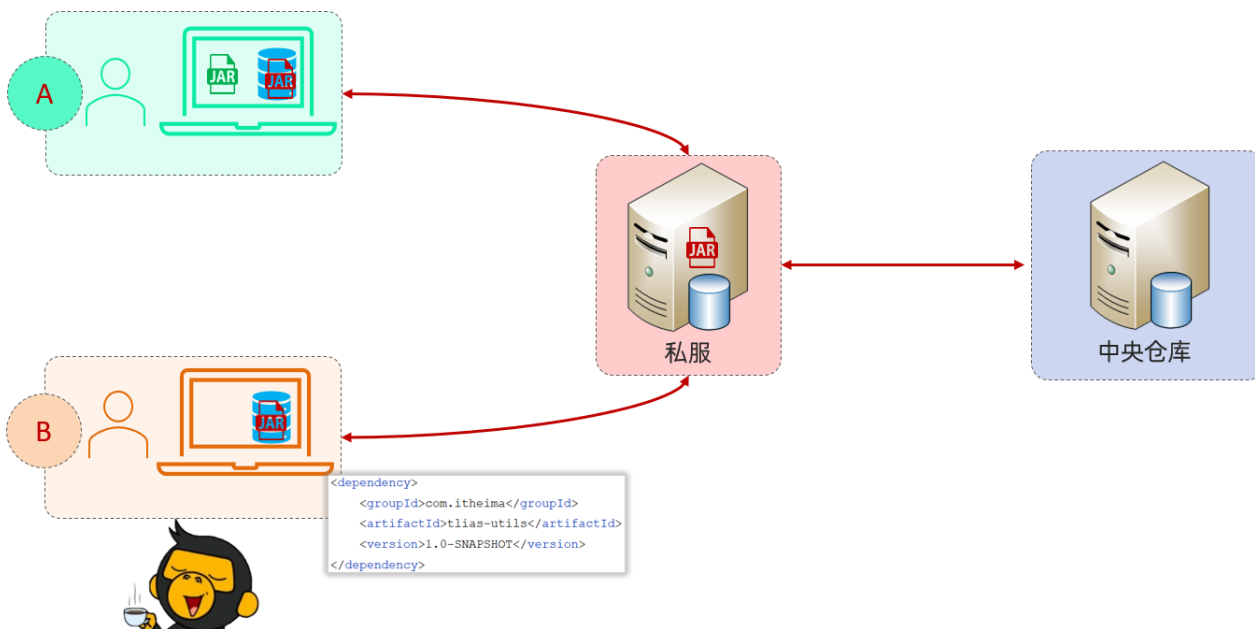 A
JAR
JAR
JAR
私服
中央仓库
B
JAR
<dependency>
<groupId>com.itheima</groupId>
<artifactId>tlias-utils</artifactId>
<version>1.0-SNAPSHOT</version>
</dependency>